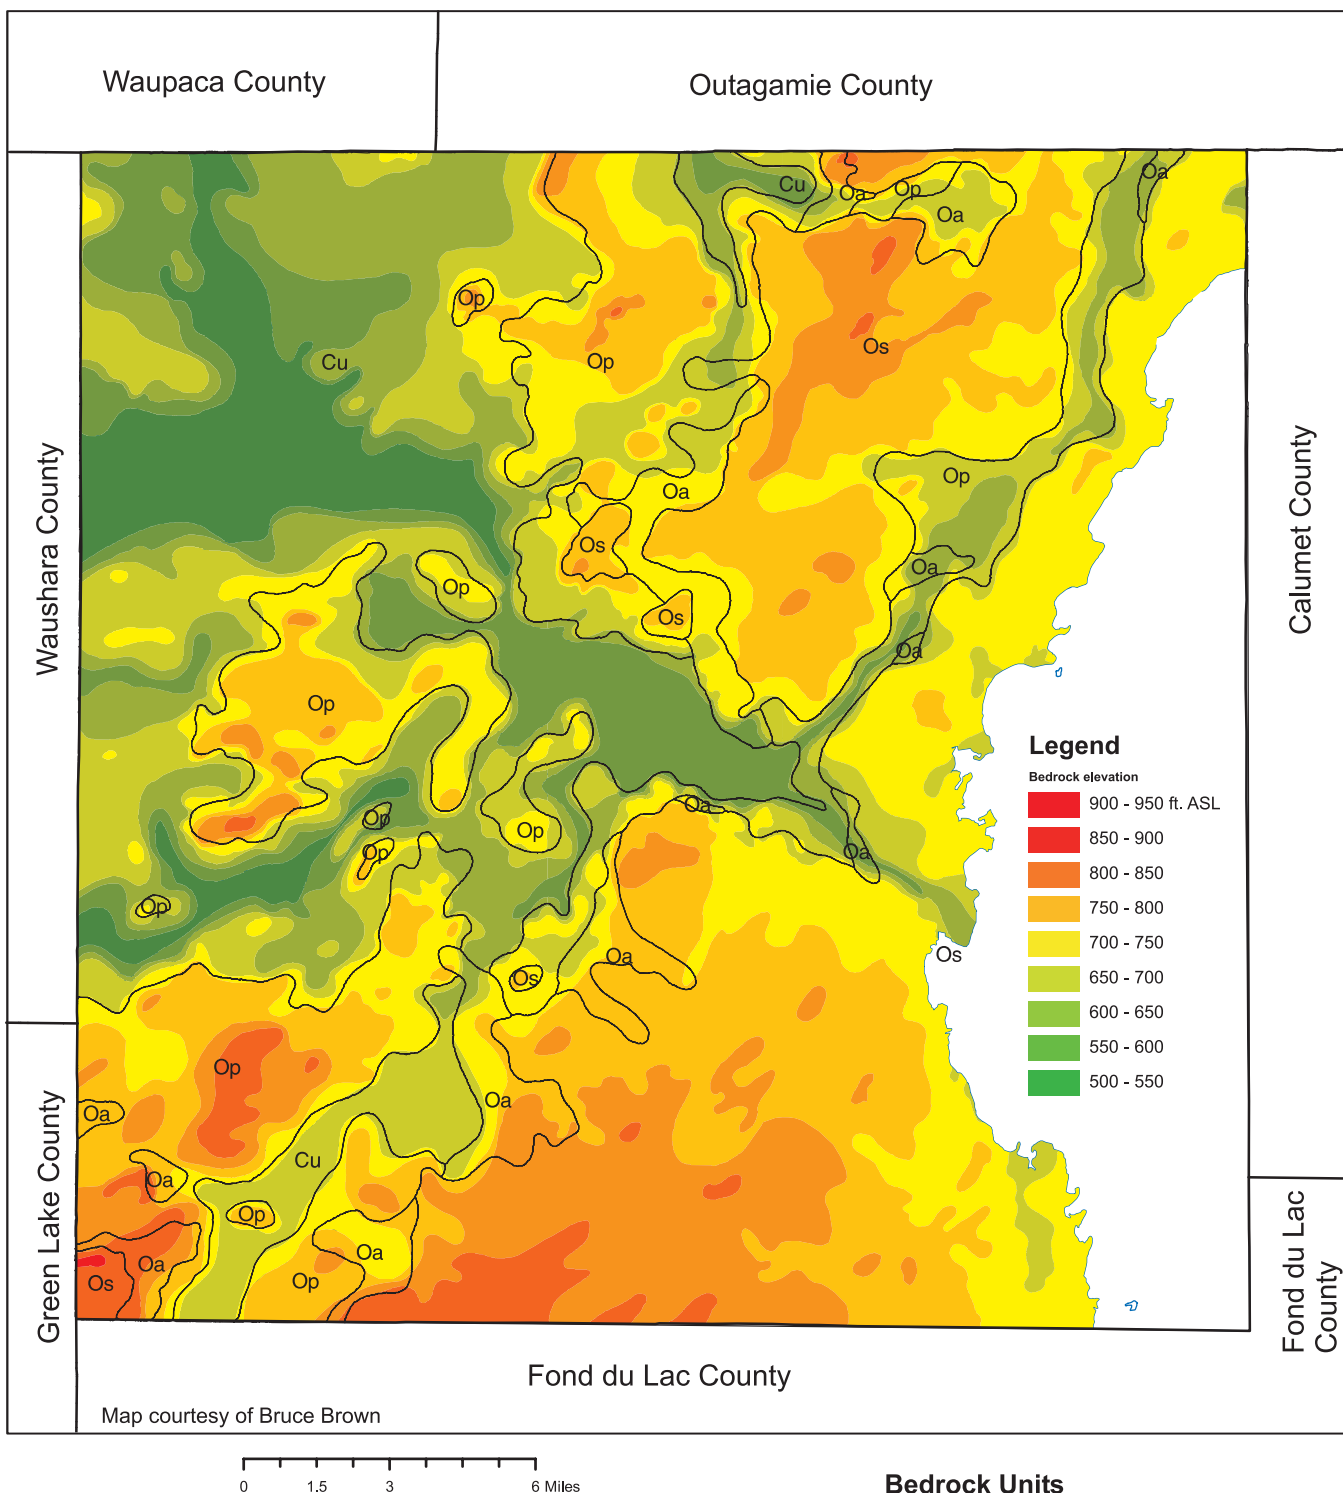 Waupaca County
Outagamie County
Cu
Oa
Op
Oa
Oa
Op
Cu
Op
Os
Op
Oa
Os
Op
Oa
Op
Os
Oa
Op
Waushara County
Calumet County
Legend
Bedrock elevation
900 - 950 ft. ASL
850 - 900
800 - 850
750 - 800
700 - 750
650 - 700
600 - 650
550 - 600
500 - 550
Oa
Op
Op
Op
Oa
Op
Os
Oa
Os
Op
Oa
Oa
Cu
Oa
Op
Oa
Oa
Op
Os
Green Lake County
Fond du Lac
County
Fond du Lac County
Map courtesy of Bruce Brown
0
1.5
3
6 Miles
Bedrock Units